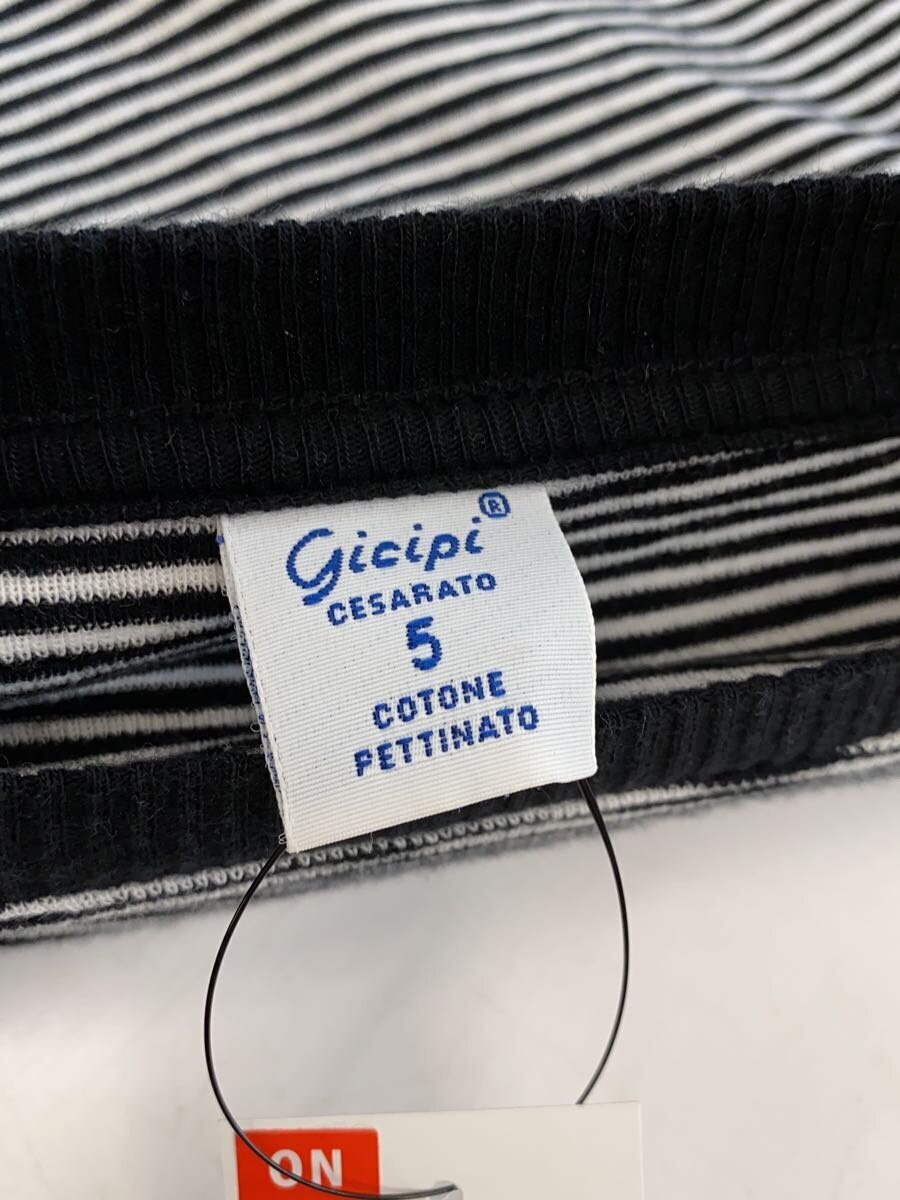 gicipi®
CESARATO
5
COTONE
PETTINATO
ON